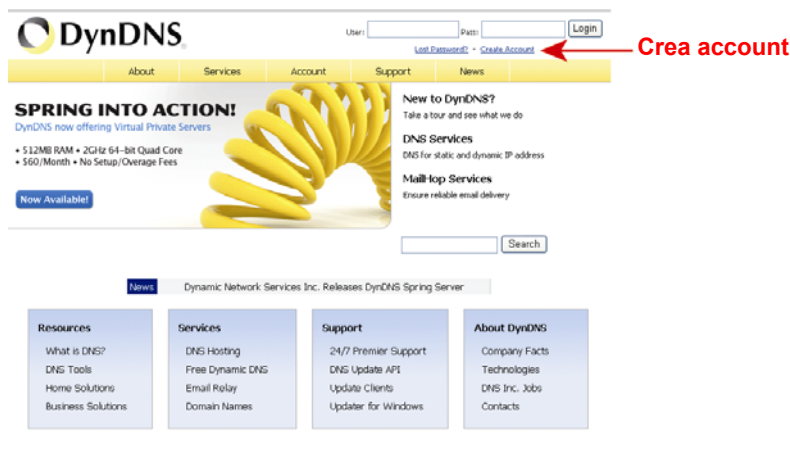 DynDNS
User: Pass: Login
Lost Password? • Create Account
Crea account
About Services Account Support News
SPRING INTO ACTION!
DynDNS now offering Virtual Private Servers
• 512MB RAM • 2GHz 64-bit Quad Core
• $60/Month • No Setup/Overage Fees
Now Available!
New to DynDNS?
Take a tour and see what we do
DNS Services
DNS for static and dynamic IP address
MailHop Services
Ensure reliable email delivery
Search
News Dynamic Network Services Inc. Releases DynDNS Spring Server
Resources
What is DNS?
DNS Tools
Home Solutions
Business Solutions
Services
DNS Hosting
Free Dynamic DNS
Email Relay
Domain Names
Support
24/7 Premier Support
DNS Update API
Update Clients
Updater for Windows
About DynDNS
Company Facts
Technologies
DNS Inc. Jobs
Contacts